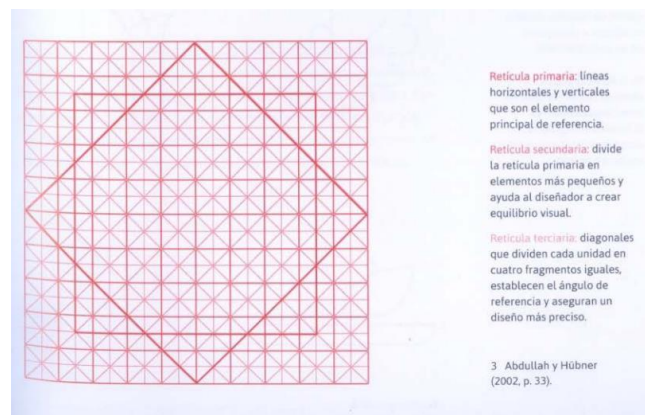 Retícula primaria: líneas
horizontales y verticales
que son el elemento
principal de referencia.
Retícula secundaria: divide
la retícula primaria en
elementos más pequeños y
ayuda al diseñador a crear
equilibrio visual.
Retícula terciaria: diagonales
que dividen cada unidad en
cuatro fragmentos iguales,
establecen el ángulo de
referencia y aseguran un
diseño más preciso.
3 Abdullah y Hübner
(2002, p. 33).